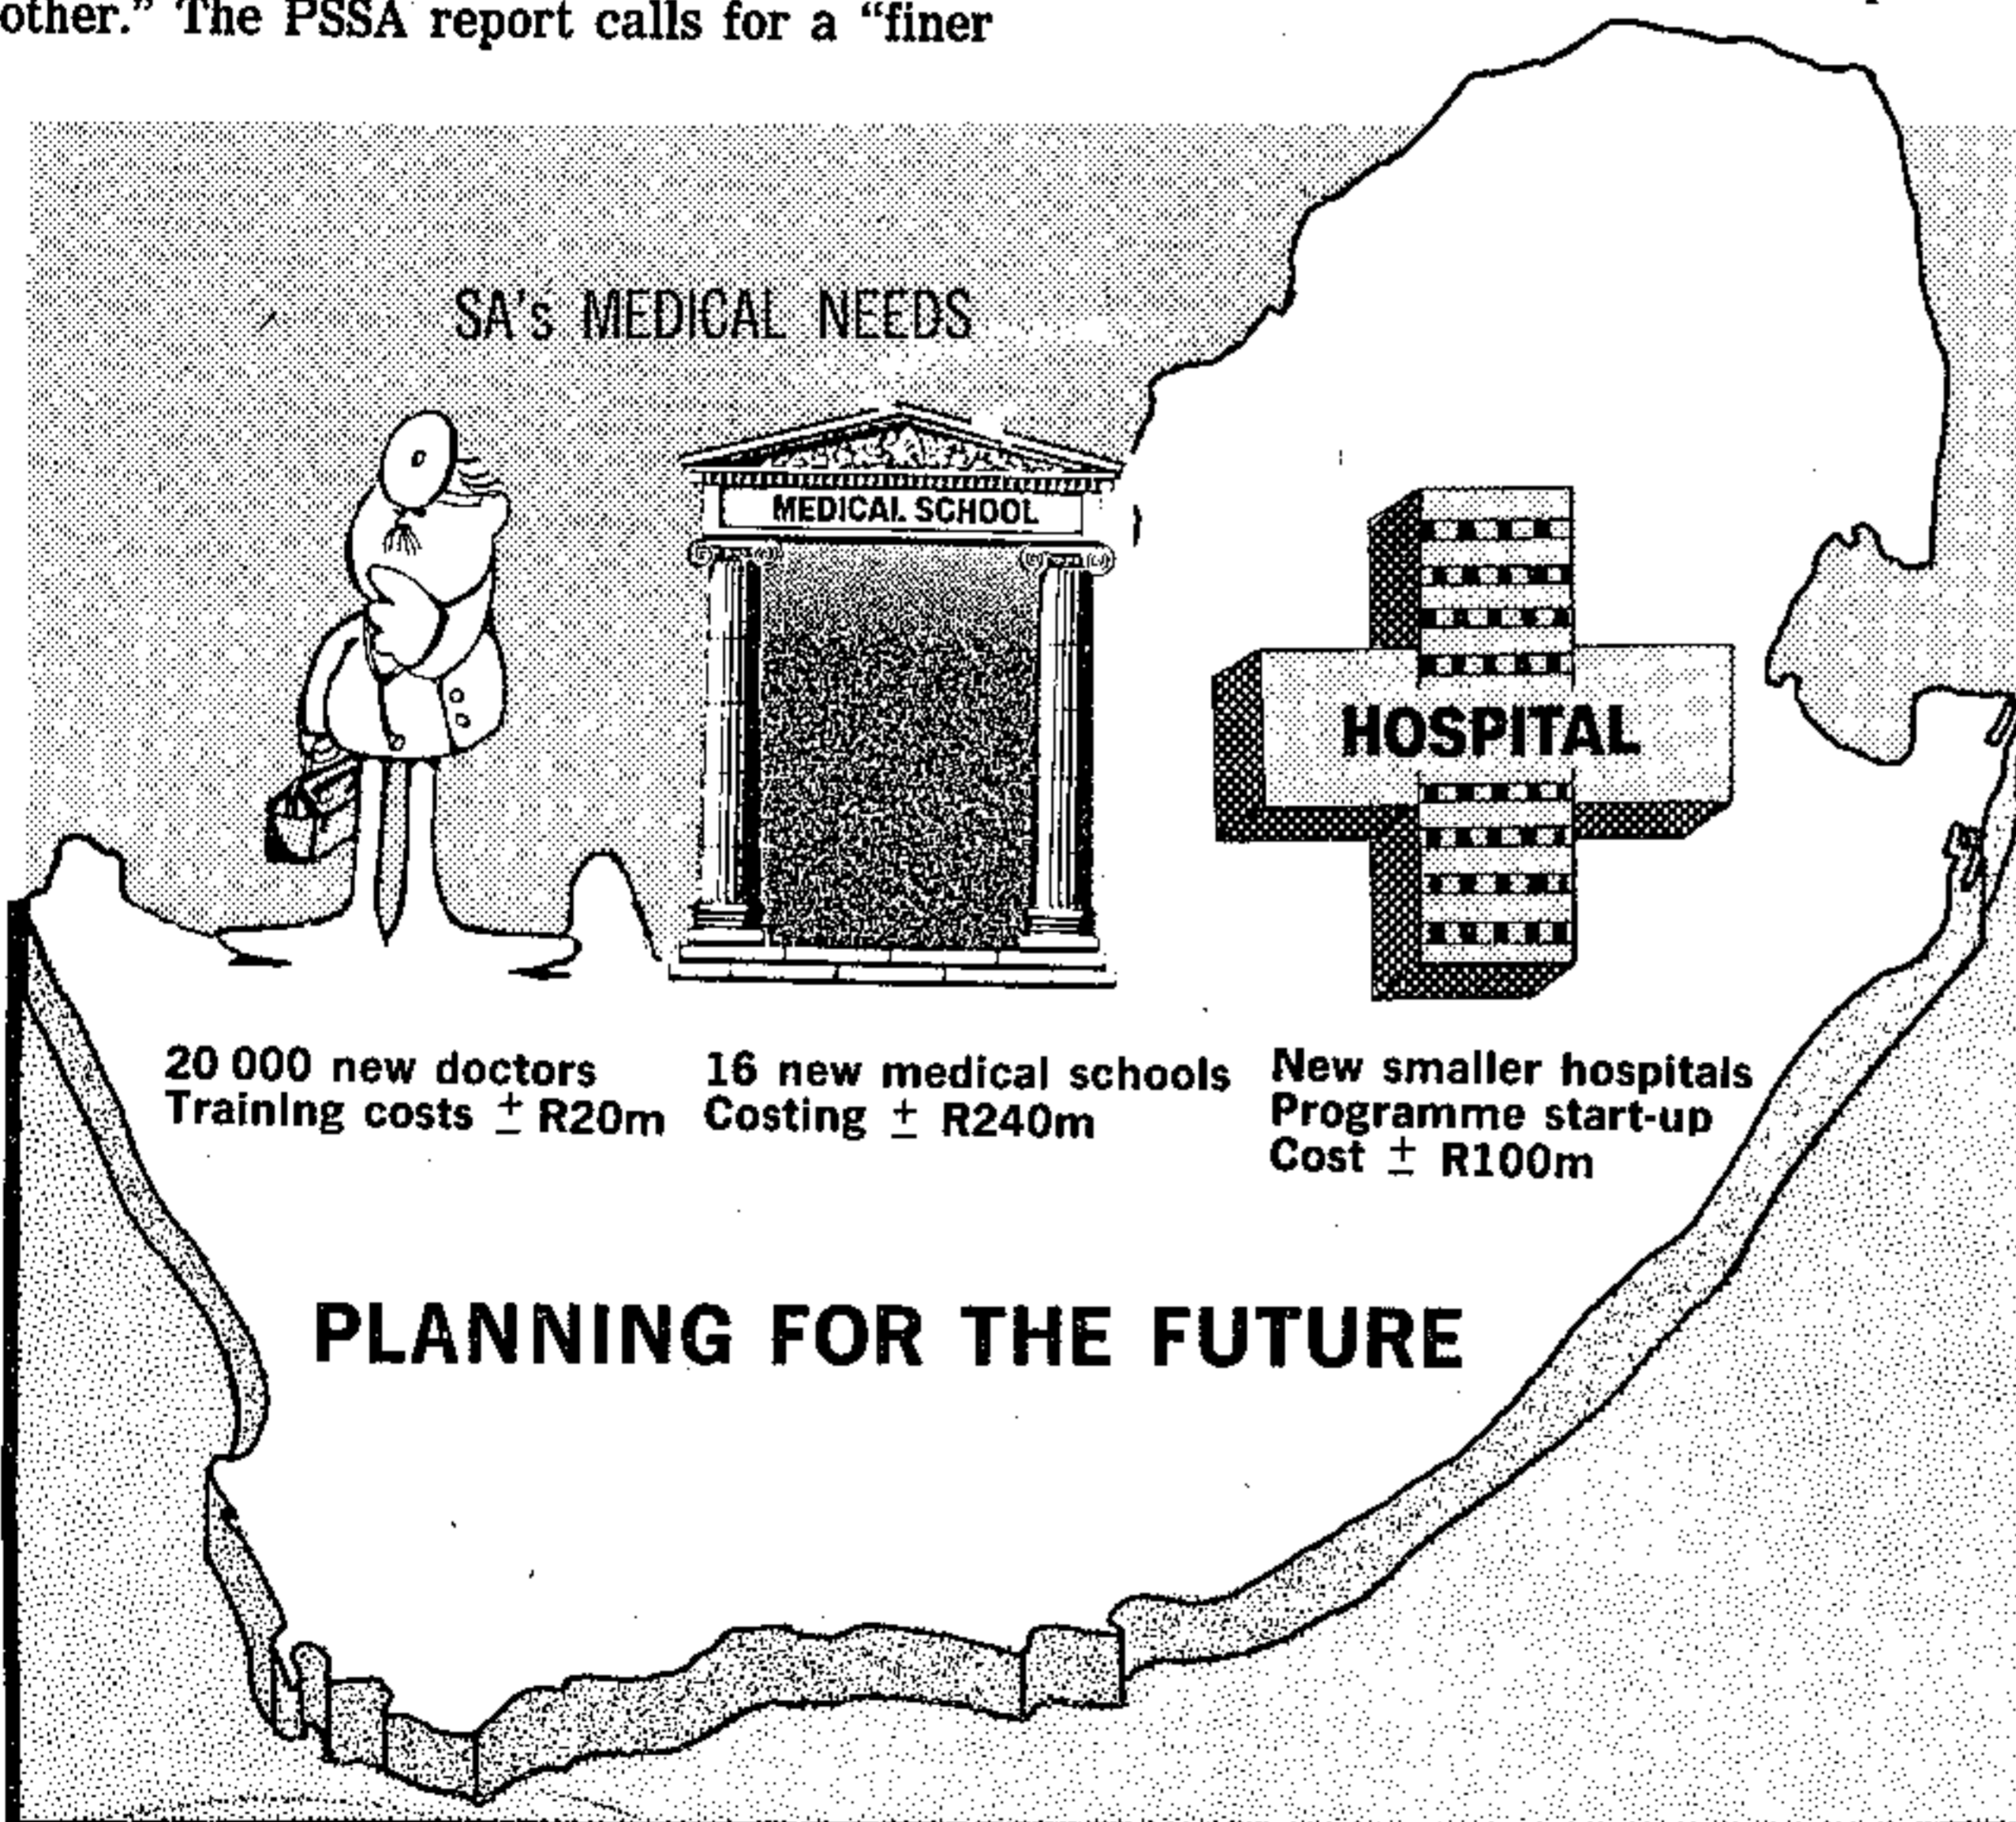 other.” The PSSA report calls for a “finer
SA's MEDICAL NEEDS
MEDICAL SCHOOL
HOSPITAL
20 000 new doctors
Training costs ± R20m
16 new medical schools
Costing ± R240m
New smaller hospitals
Programme start-up
Cost ± R100m
PLANNING FOR THE FUTURE